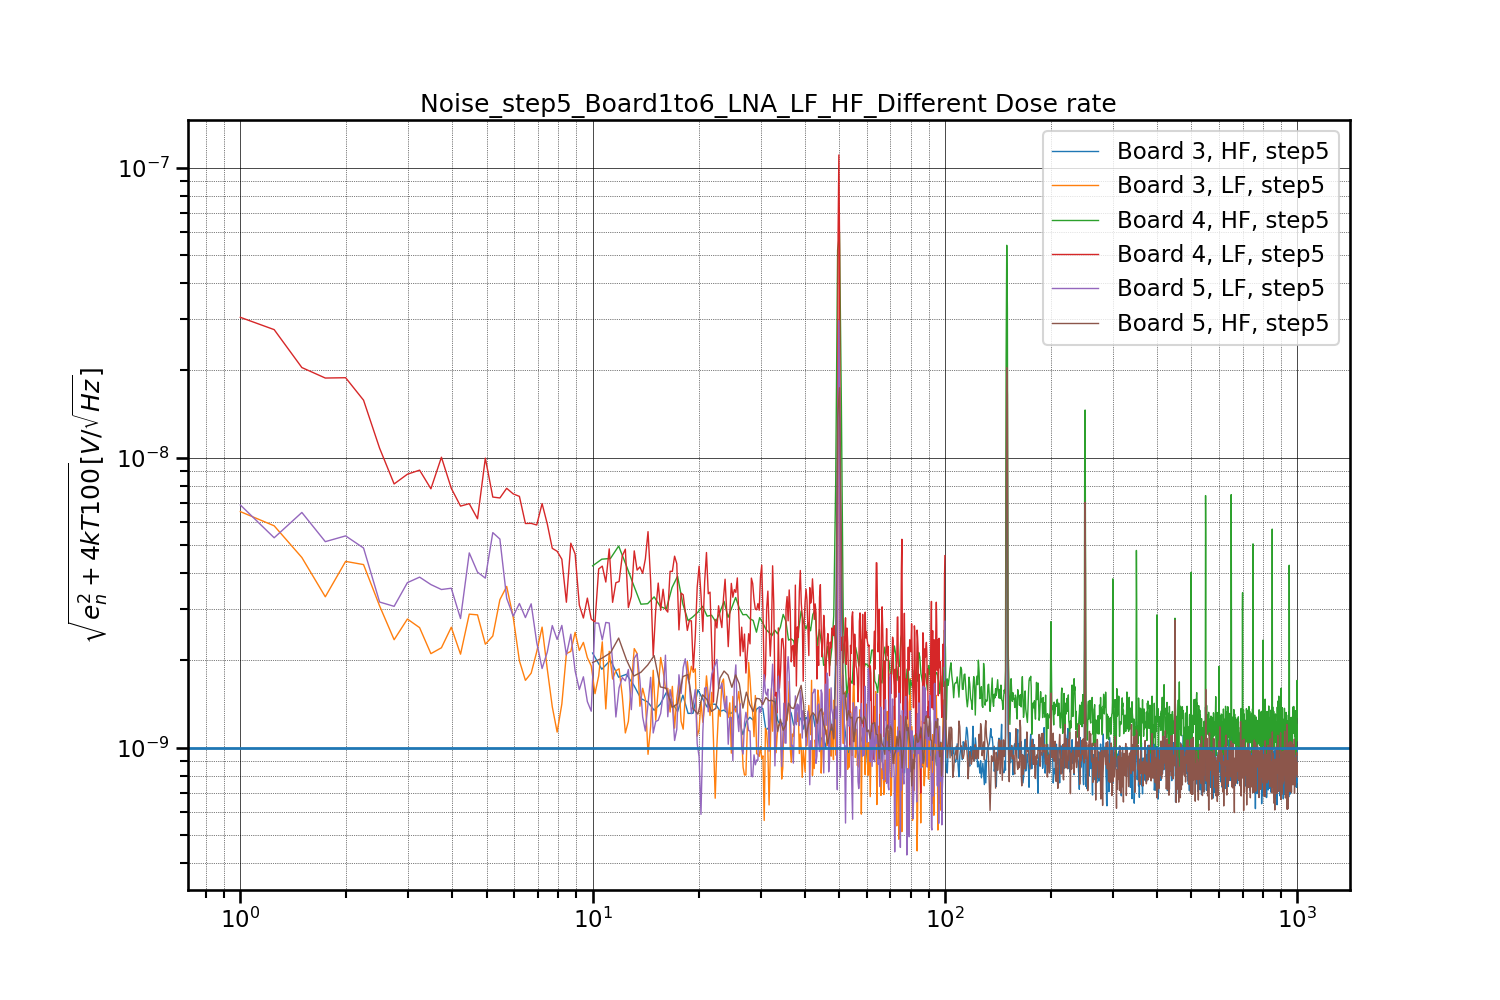 Noise_step5_Board1to6_LNA_LF_HF_Different Dose rate
10⁻⁷
10⁻⁸
10⁻⁹
√(eₙ² + 4kT100) [V/√Hz]
Board 3, HF, step5
Board 3, LF, step5
Board 4, HF, step5
Board 4, LF, step5
Board 5, LF, step5
Board 5, HF, step5
10⁰ 10¹ 10² 10³